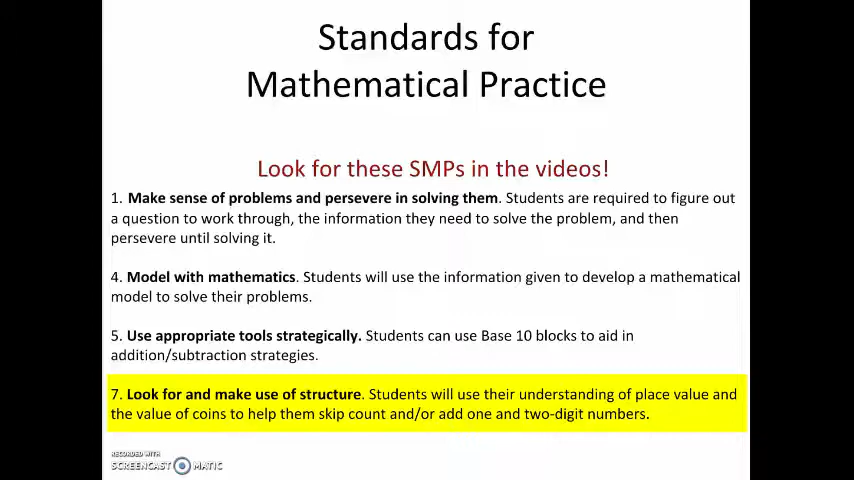 Standards for
Mathematical Practice
Look for these SMPs in the videos!
1. Make sense of problems and persevere in solving them. Students are required to figure out
a question to work through, the information they need to solve the problem, and then
persevere until solving it.
4. Model with mathematics. Students will use the information given to develop a mathematical
model to solve their problems.
5. Use appropriate tools strategically. Students can use Base 10 blocks to aid in
addition/subtraction strategies.
7. Look for and make use of structure. Students will use their understanding of place value and
the value of coins to help them skip count and/or add one and two-digit numbers.
RECORDED WITH
SCREENCAST MATIC